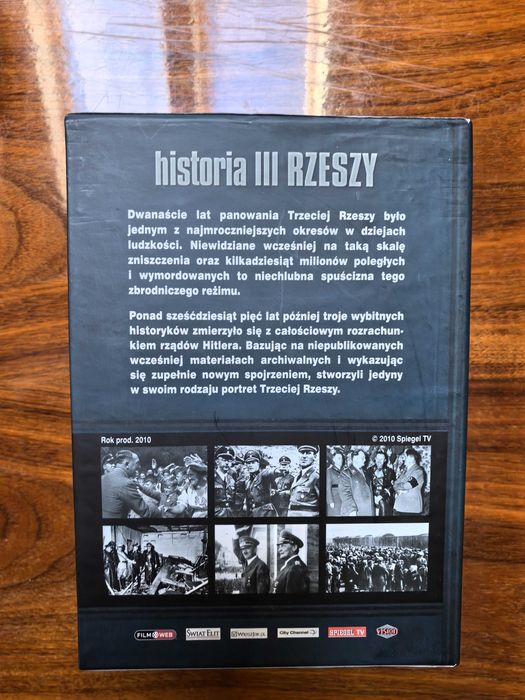 historia III RZESZY
Dwanaście lat panowania Trzeciej Rzeszy było
jednym z najmroczniejszych okresów w dziejach
ludzkości. Niewidziane wcześniej na taką skalę
zniszczenia oraz kilkadziesiąt milionów poległych
i wymordowanych to niechlubna spuścizna tego
zbrodniczego reżimu.
Ponad sześćdziesiąt pięć lat później troje wybitnych
historyków zmierzyło się z całościowym rozrachun-
kiem rządów Hitlera. Bazując na niepublikowanych
wcześniej materiałach archiwalnych i wykazując
się zupełnie nowym spojrzeniem, stworzyli jedyny
w swoim rodzaju portret Trzeciej Rzeszy.
Rok prod. 2010 © 2010 Spiegel TV
FILM WEB ŚWIAT ELIT City Channel SPIEGEL TV